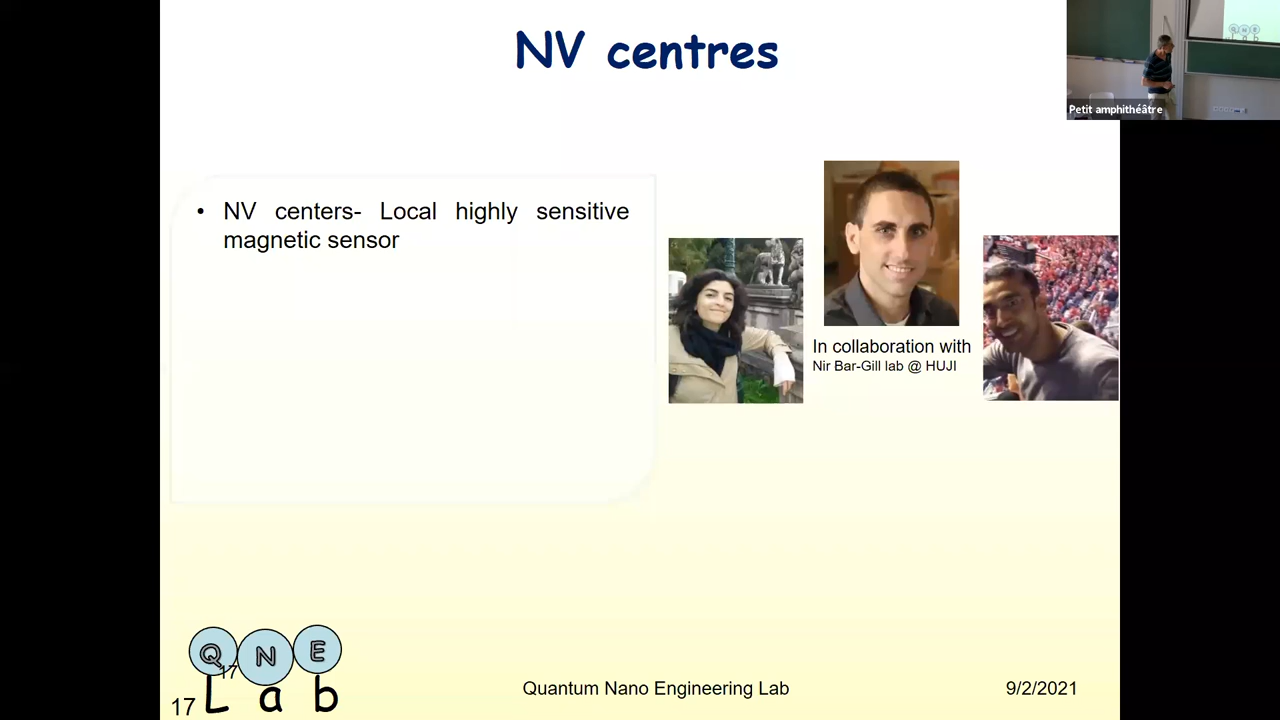 NV centres
Petit amphithéâtre
• NV centers- Local highly sensitive
magnetic sensor
In collaboration with
Nir Bar-Gill lab @ HUJI
Q N E
17
Lab
17
Quantum Nano Engineering Lab
9/2/2021